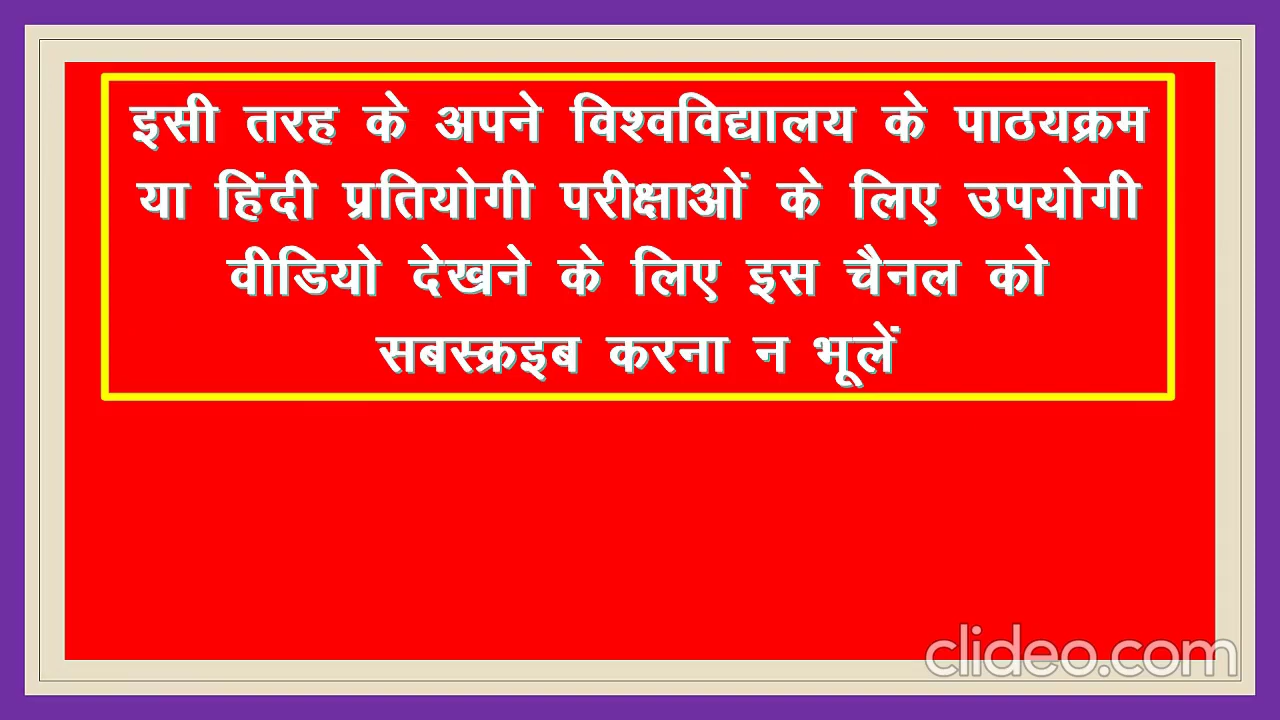 इसी तरह के अपने विश्वविद्यालय के पाठयक्रम
या हिंदी प्रतियोगी परीक्षाओं के लिए उपयोगी
वीडियो देखने के लिए इस चैनल को
सबस्क्रइब करना न भूलें
clideo.com